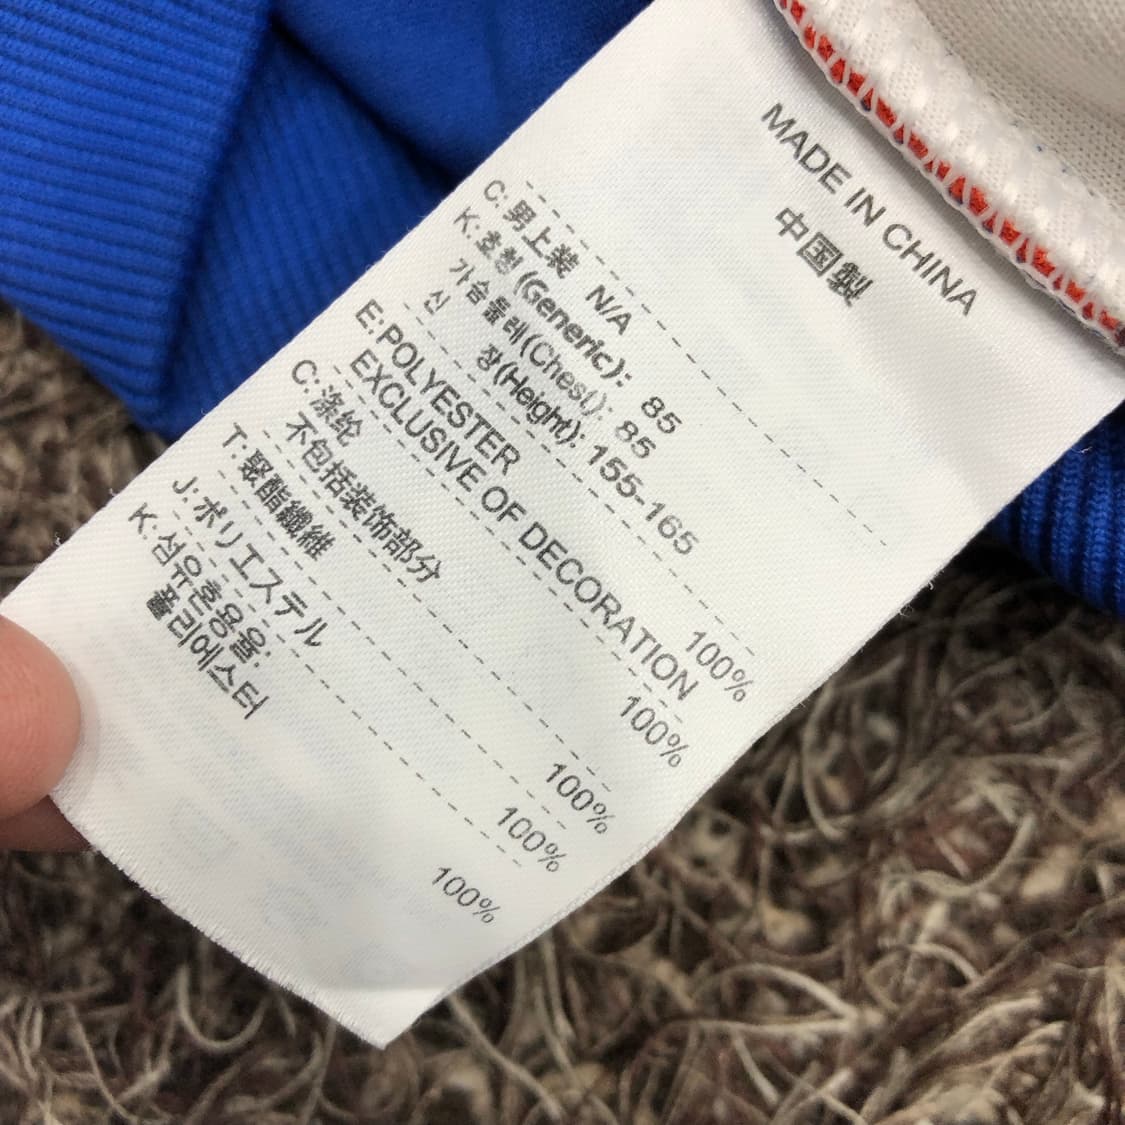 MADE IN CHINA
中国製
C: 男上装 N/A
K: 호칭(Generic): 85
가슴둘레(Chest): 85
신 장(Height): 155-165
E: POLYESTER 100%
EXCLUSIVE OF DECORATION
C: 涤纶 100%
不包括装饰部分
T: 聚酯纖維 100%
J: ポリエステル 100%
K: 섬유혼용율:
폴리에스터 100%